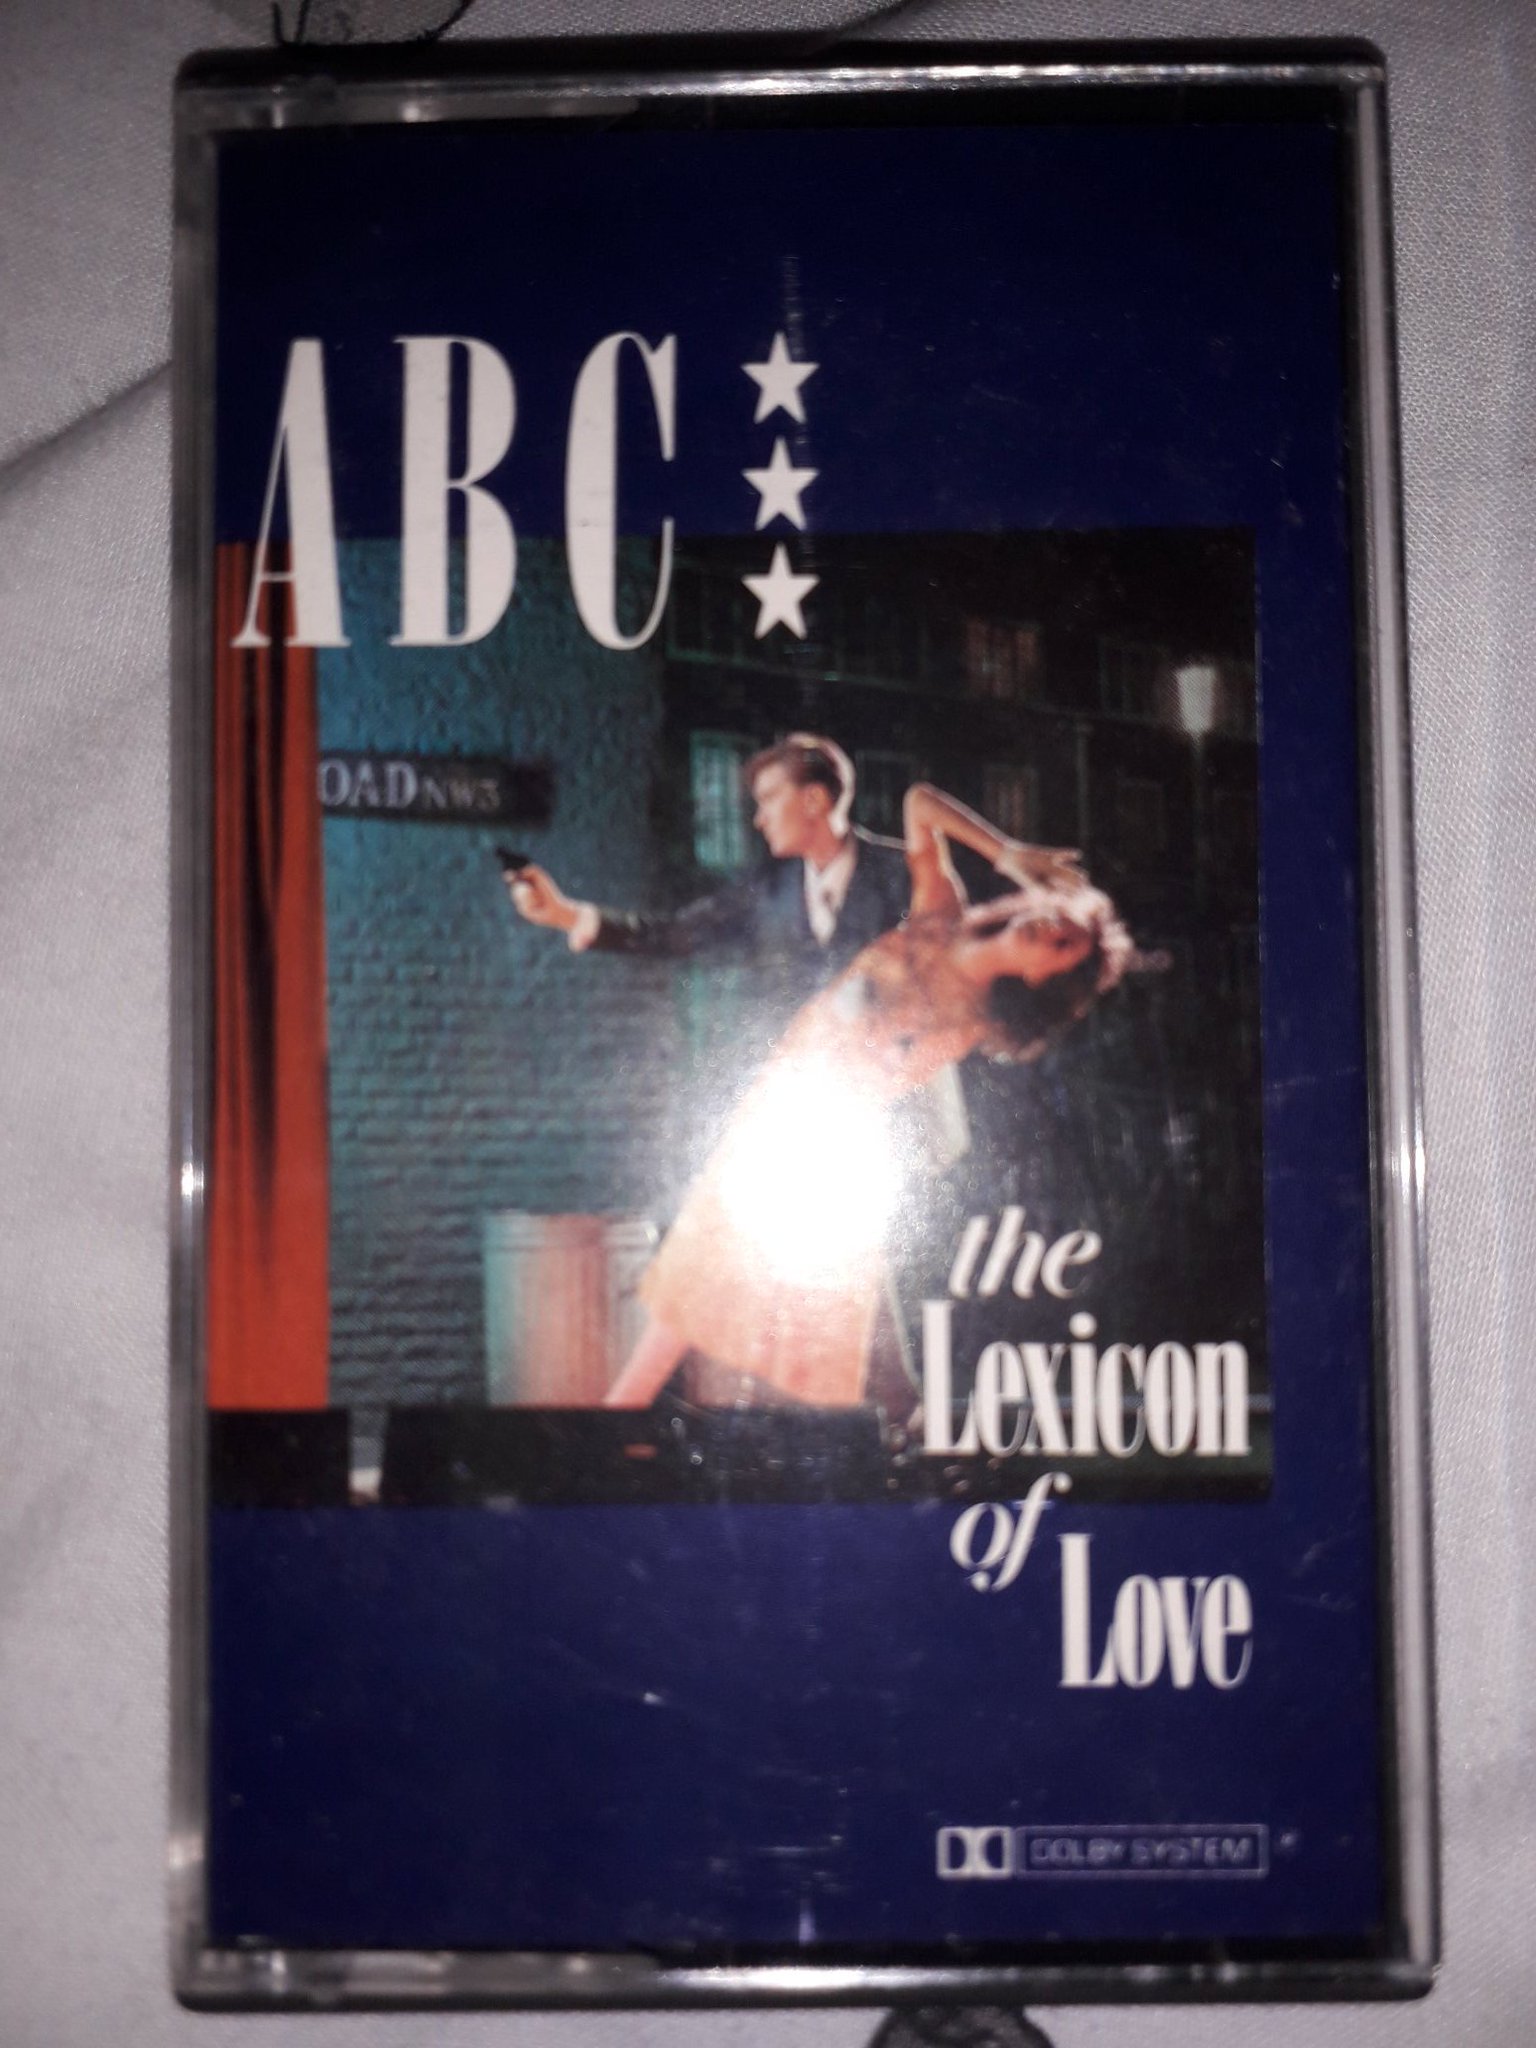 ABC
OAD NW3
the
Lexicon
of
Love
DOLBY SYSTEM